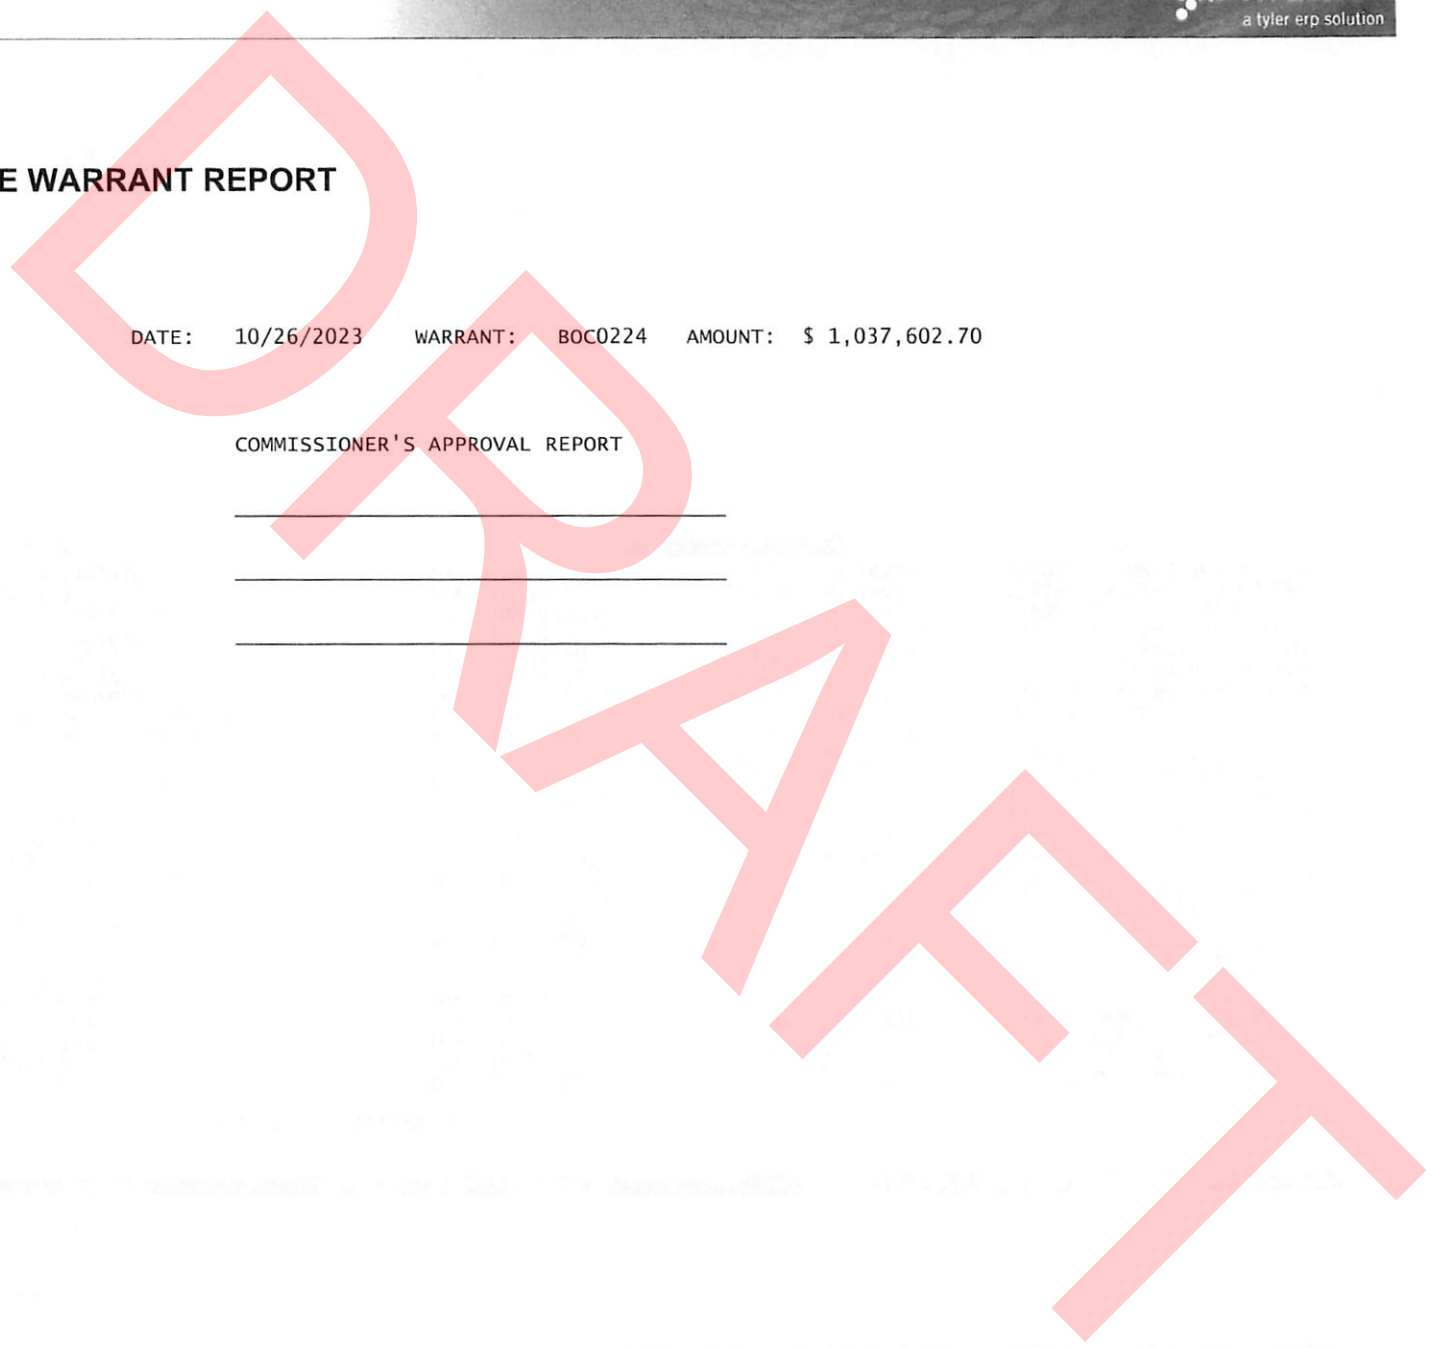 a tyler erp solution
E WARRANT REPORT
DATE: 10/26/2023 WARRANT: BOC0224 AMOUNT: $ 1,037,602.70
COMMISSIONER'S APPROVAL REPORT
DRAFT